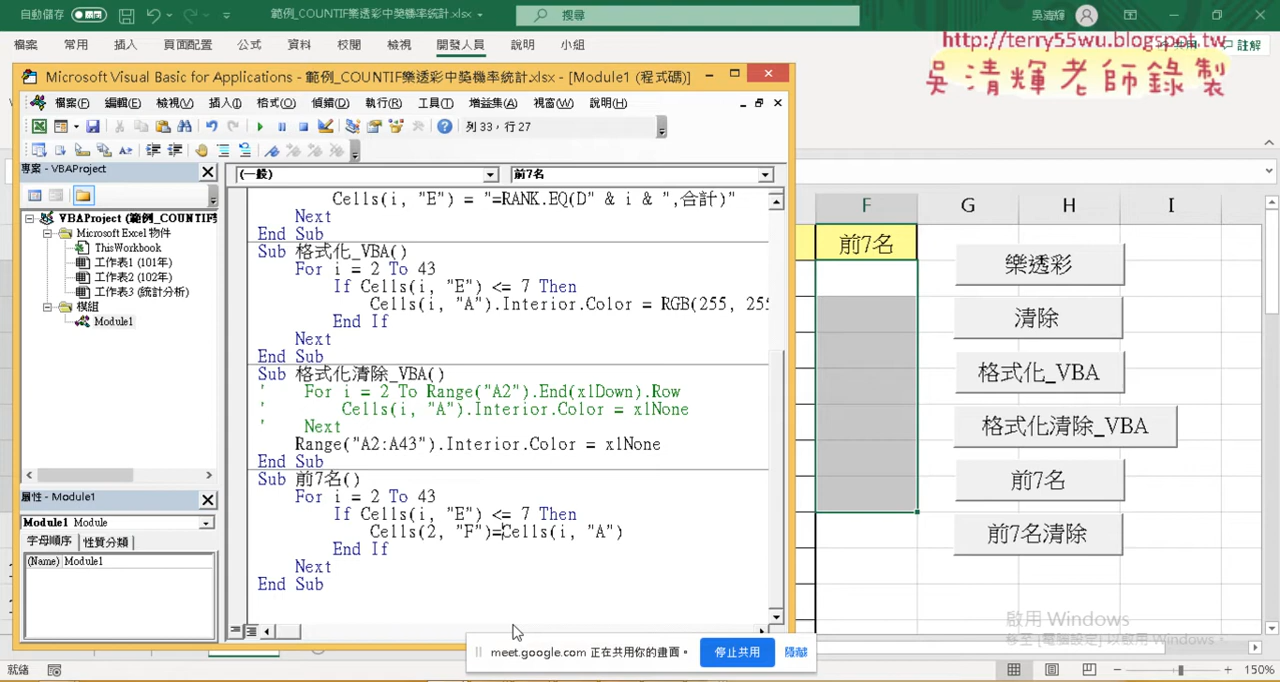 自動儲存
範例_COUNTIF樂透彩中獎機率統計.xlsx
搜尋
吳清輝
檔案 常用 插入 頁面配置 公式 資料 校閱 檢視 開發人員 說明 小組
註解
http://terry55wu.blogspot.tw
吳清輝老師錄製
Microsoft Visual Basic for Applications - 範例_COUNTIF樂透彩中獎機率統計.xlsx - [Module1 (程式碼)]
檔案(F) 編輯(E) 檢視(V) 插入(I) 格式(O) 偵錯(D) 執行(R) 工具(T) 增益集(A) 視窗(W) 說明(H)
列 33，行 27
專案 - VBAProject
VBAProject (範例_COUNTIF
Microsoft Excel 物件
ThisWorkbook
工作表1 (101年)
工作表2 (102年)
工作表3 (統計分析)
模組
Module1
屬性 - Module1
Module1 Module
字母順序 性質分類
(Name) Module1
(一般)
前7名
Cells(i, "E") = "=RANK.EQ(D" & i & ",合計)"
Next
End Sub
Sub 格式化_VBA()
For i = 2 To 43
If Cells(i, "E") <= 7 Then
Cells(i, "A").Interior.Color = RGB(255, 255
End If
Next
End Sub
Sub 格式化清除_VBA()
' For i = 2 To Range("A2").End(xlDown).Row
' Cells(i, "A").Interior.Color = xlNone
' Next
Range("A2:A43").Interior.Color = xlNone
End Sub
Sub 前7名()
For i = 2 To 43
If Cells(i, "E") <= 7 Then
Cells(2, "F")=Cells(i, "A")
End If
Next
End Sub
F G H I
前7名
樂透彩
清除
格式化_VBA
格式化清除_VBA
前7名
前7名清除
啟用 Windows
移至 [電腦設定] 以啟用 Windows。
meet.google.com 正在共用你的畫面。
停止共用
隱藏
就緒
150%